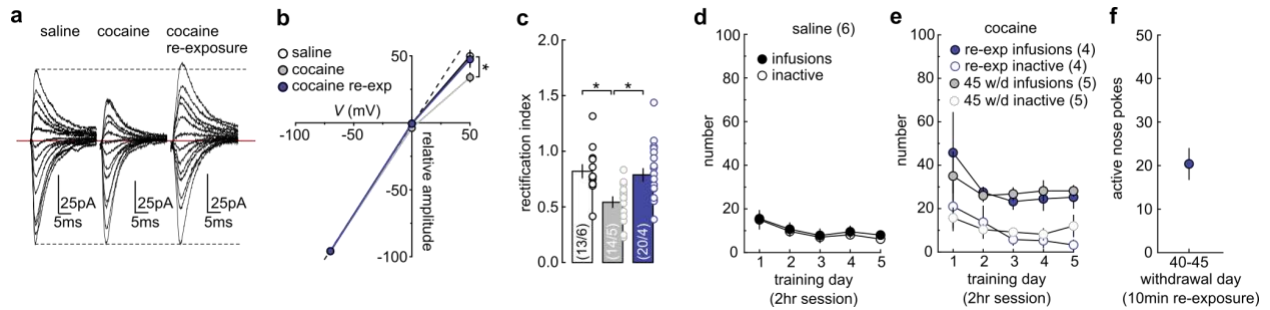 a
saline
cocaine
cocaine
re-exposure
25pA
5ms
25pA
5ms
25pA
5ms
b
saline
cocaine
cocaine re-exp
50
*
V (mV)
-100
-50
50
-50
-100
relative amplitude
c
2.0
1.5
1.0
0.5
0.0
rectification index
*
*
(13/6)
(14/5)
(20/4)
d
saline (6)
infusions
inactive
100
80
60
40
20
0
number
1 2 3 4 5
training day
(2hr session)
e
cocaine
re-exp infusions (4)
re-exp inactive (4)
45 w/d infusions (5)
45 w/d inactive (5)
100
80
60
40
20
0
number
1 2 3 4 5
training day
(2hr session)
f
50
40
30
20
10
0
active nose pokes
40-45
withdrawal day
(10min re-exposure)